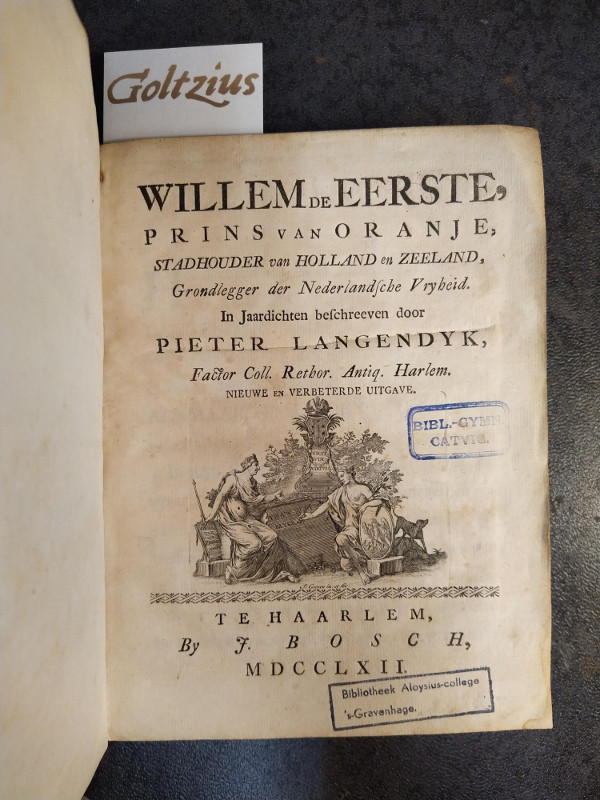 Goltzius
WILLEM DE EERSTE,
PRINS VAN ORANJE,
STADHOUDER van HOLLAND en ZEELAND,
Grondlegger der Nederlandſche Vryheid.
In Jaardichten beſchreeven door
PIETER LANGENDYK,
Factor Coll. Rethor. Antiq. Harlem.
NIEUWE EN VERBETERDE UITGAVE.
BIBL.-GYMN
CATVIC.
TE HAARLEM,
By J. BOSCH,
MDCCLXII.
Bibliotheek Aloysius-college
's-Gravenhage.